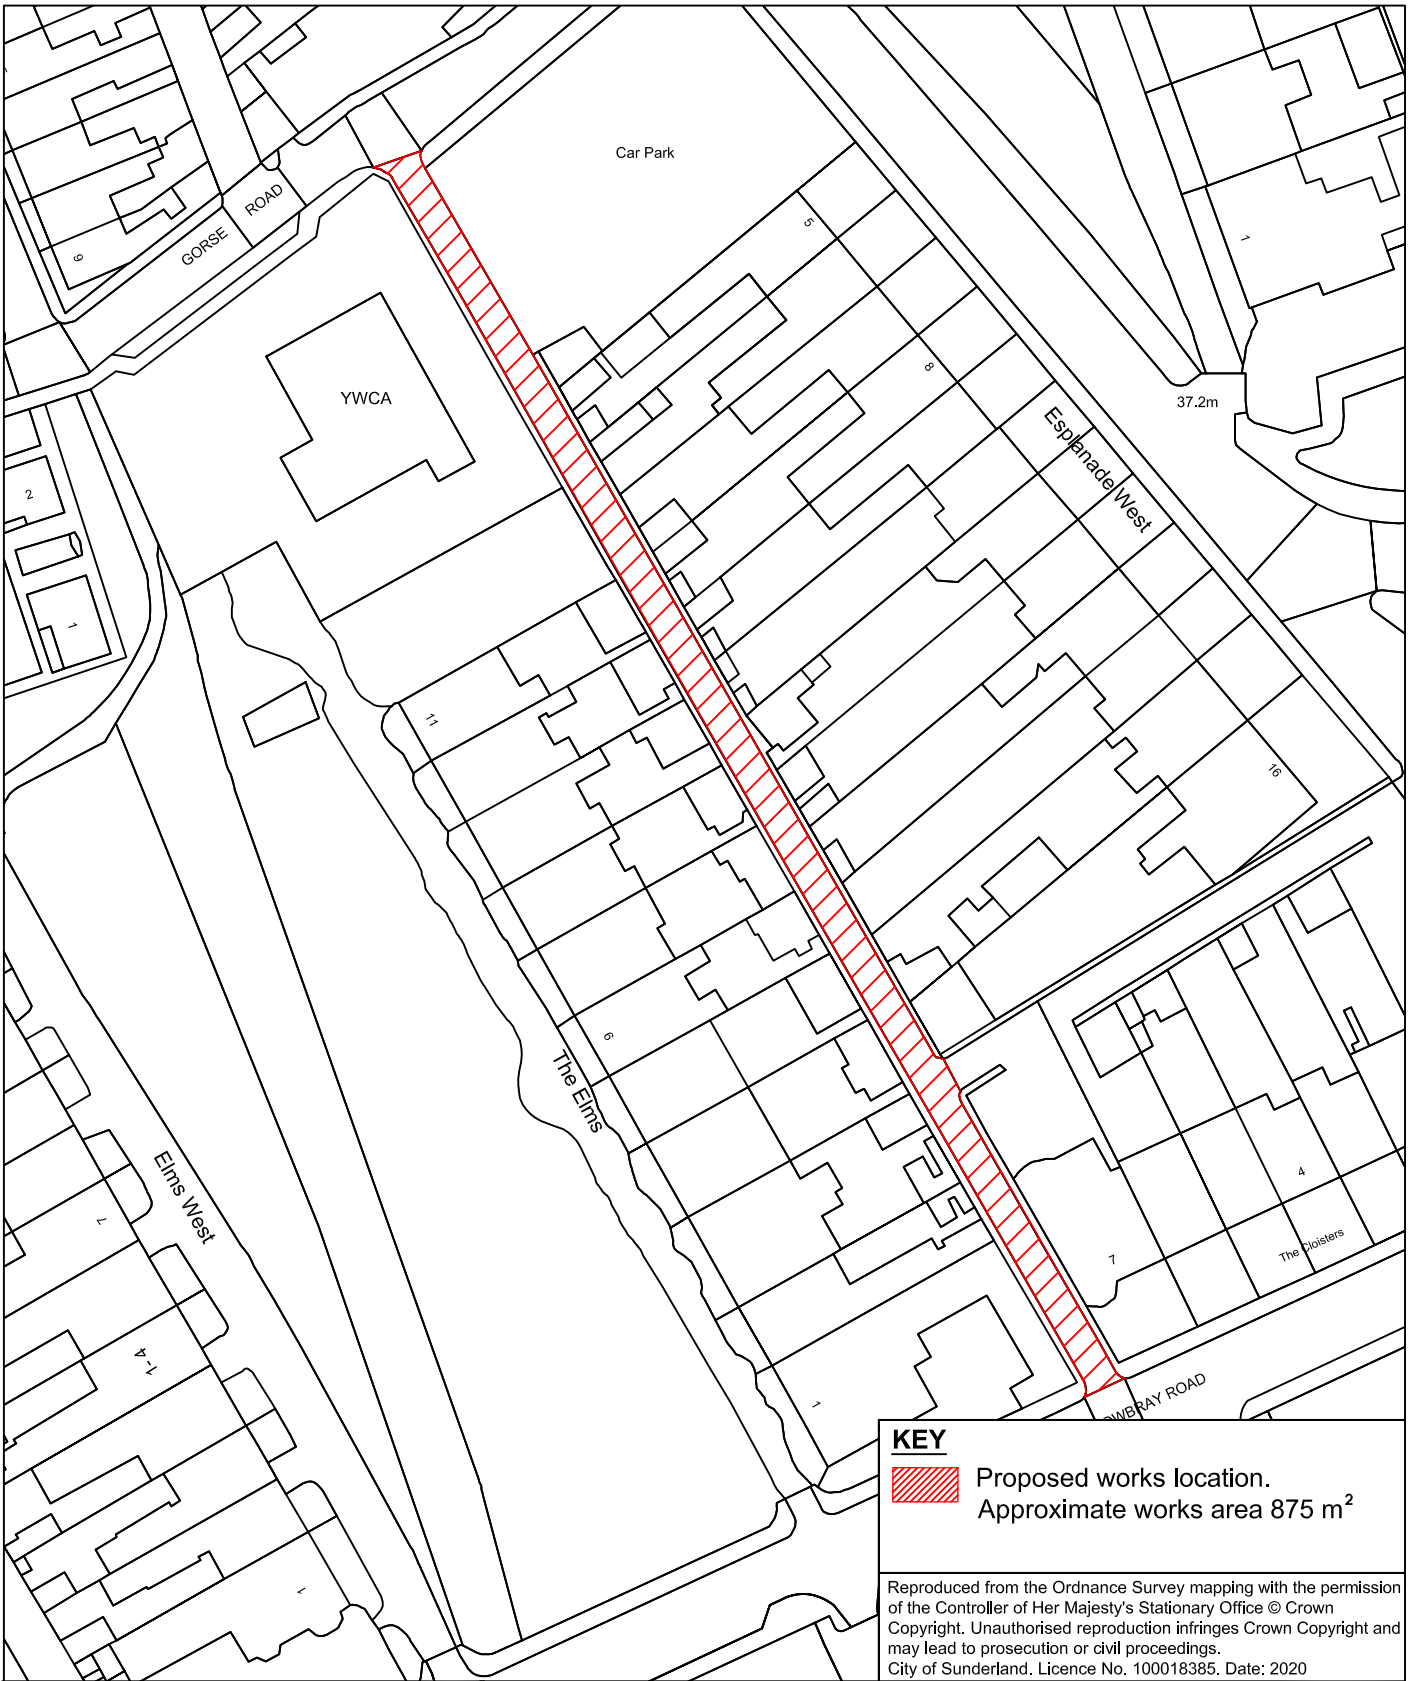 Car Park
GORSE
ROAD
9
5
1
YWCA
8
37.2m
Esplanade West
2
1
11
16
6
The Elms
Elms West
7
4
7
The Cloisters
1-4
1
1
KEY
Proposed works location.
Approximate works area 875 m²
Reproduced from the Ordnance Survey mapping with the permission
of the Controller of Her Majesty's Stationary Office © Crown
Copyright. Unauthorised reproduction infringes Crown Copyright and
may lead to prosecution or civil proceedings.
City of Sunderland. Licence No. 100018385. Date: 2020
OWBRAY ROAD